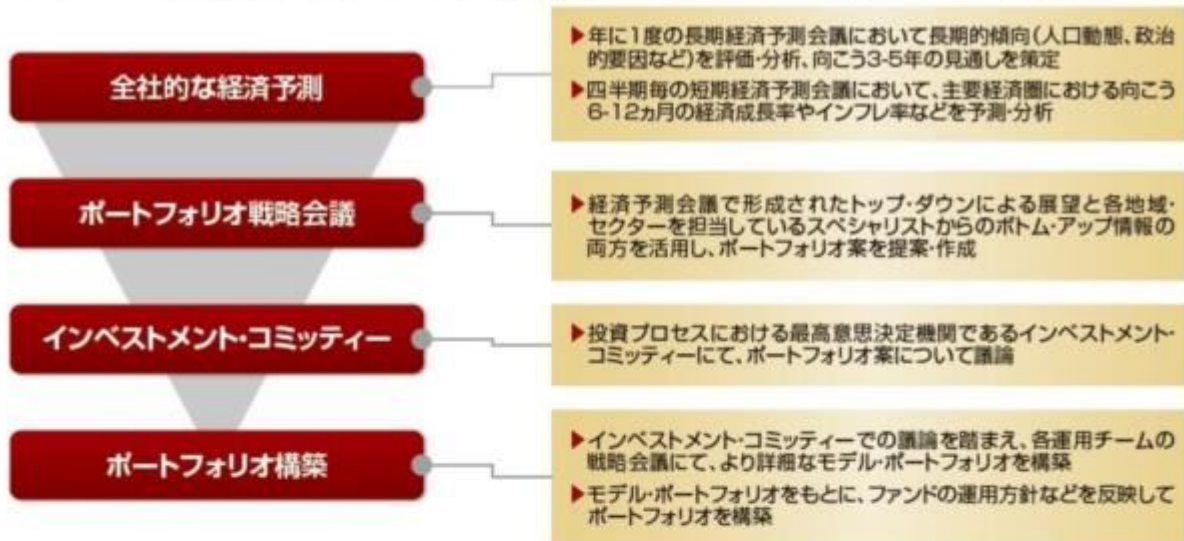 全社的な経済予測
▶年に1度の長期経済予測会議において長期的傾向(人口動態、政治
的要因など)を評価・分析、向こう3-5年の見通しを策定
▶四半期毎の短期経済予測会議において、主要経済圏における向こう
6-12ヵ月の経済成長率やインフレ率などを予測・分析
ポートフォリオ戦略会議
▶経済予測会議で形成されたトップ・ダウンによる展望と各地域・
セクターを担当しているスペシャリストからのボトム・アップ情報の
両方を活用し、ポートフォリオ案を提案・作成
インベストメント・コミッティー
▶投資プロセスにおける最高意思決定機関であるインベストメント・
コミッティーにて、ポートフォリオ案について議論
ポートフォリオ構築
▶インベストメント・コミッティーでの議論を踏まえ、各運用チームの
戦略会議にて、より詳細なモデル・ポートフォリオを構築
▶モデル・ポートフォリオをもとに、ファンドの運用方針などを反映して
ポートフォリオを構築